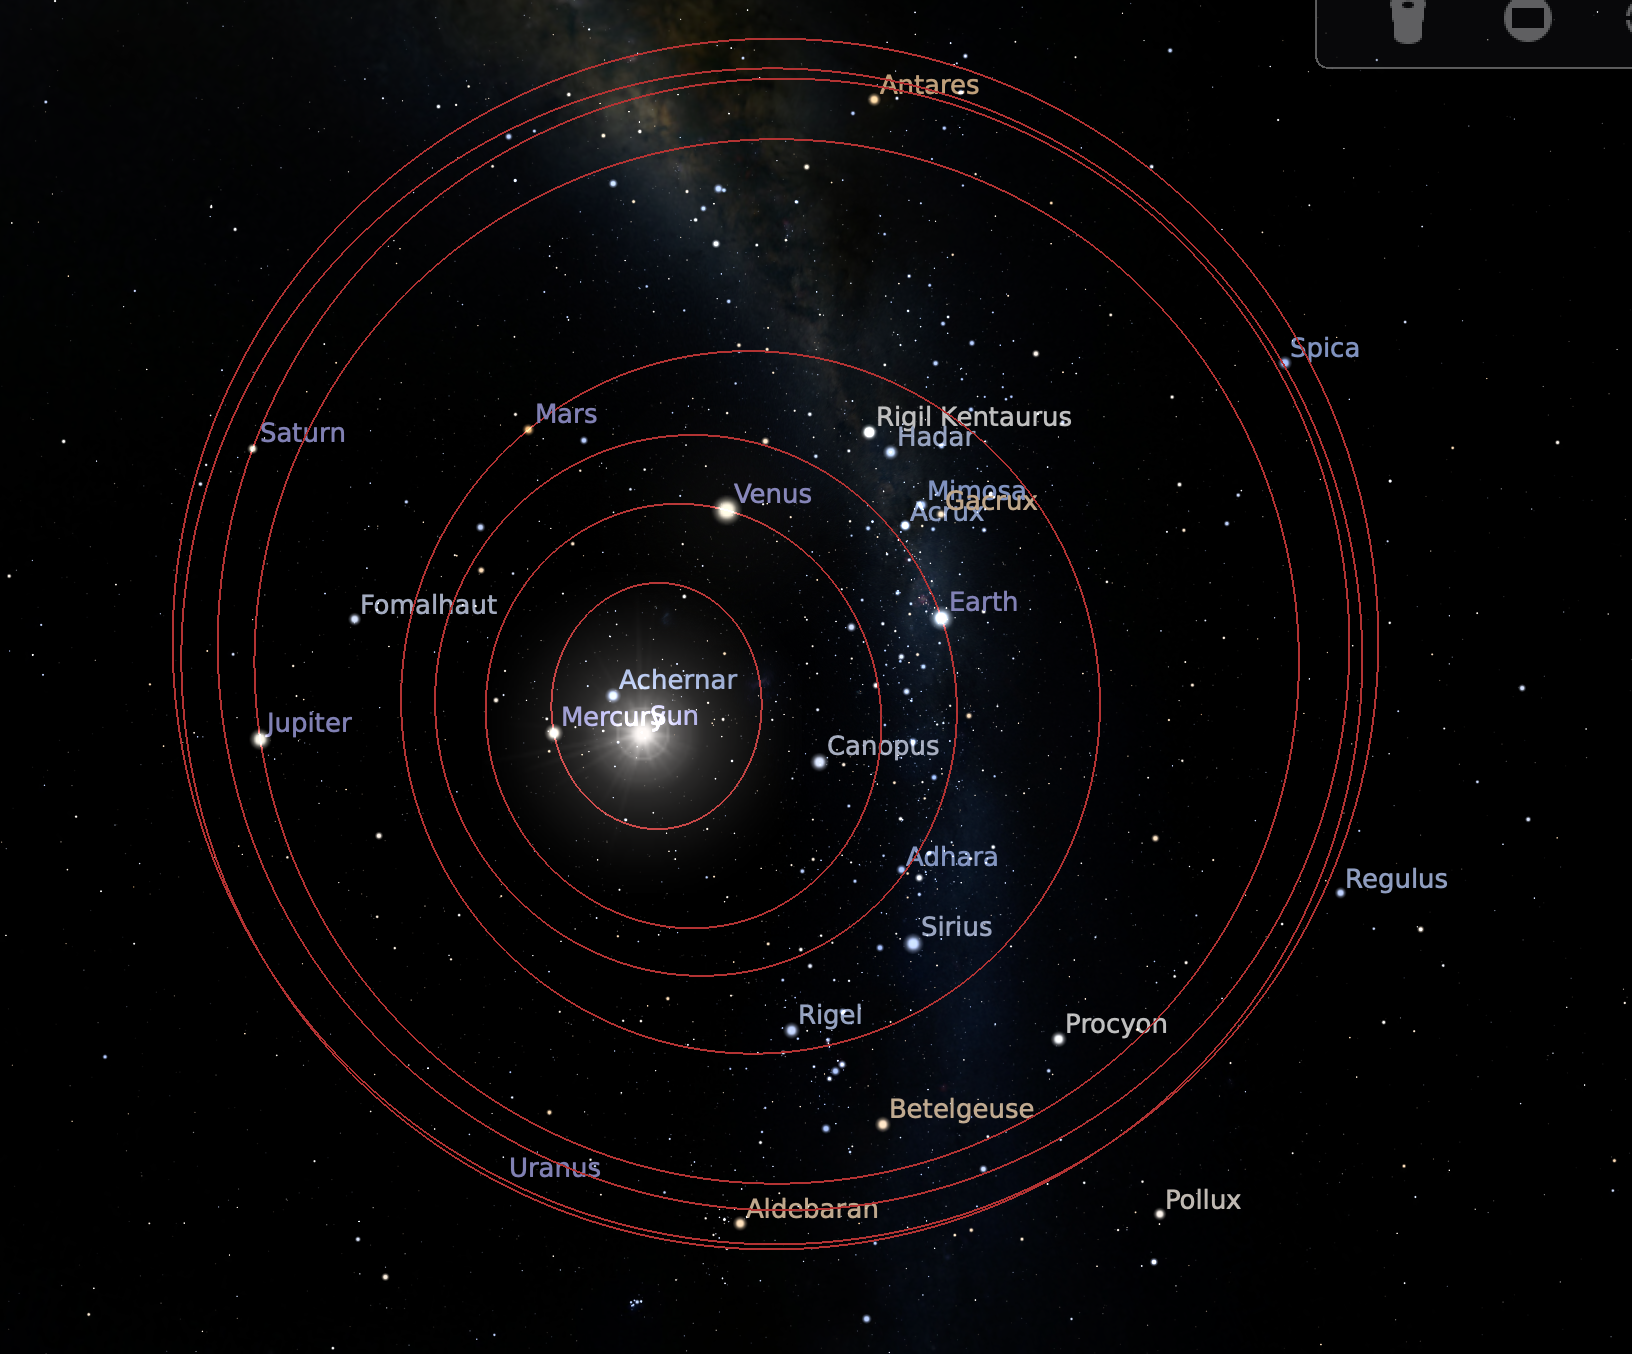 Antares
Spica
Rigil Kentaurus
Mars
Saturn
Hadar
Venus
Mimosa
Gacrux
Acrux
Earth
Fomalhaut
Achernar
Mercury
Sun
Jupiter
Canopus
Adhara
Regulus
Sirius
Rigel
Procyon
Betelgeuse
Uranus
Pollux
Aldebaran